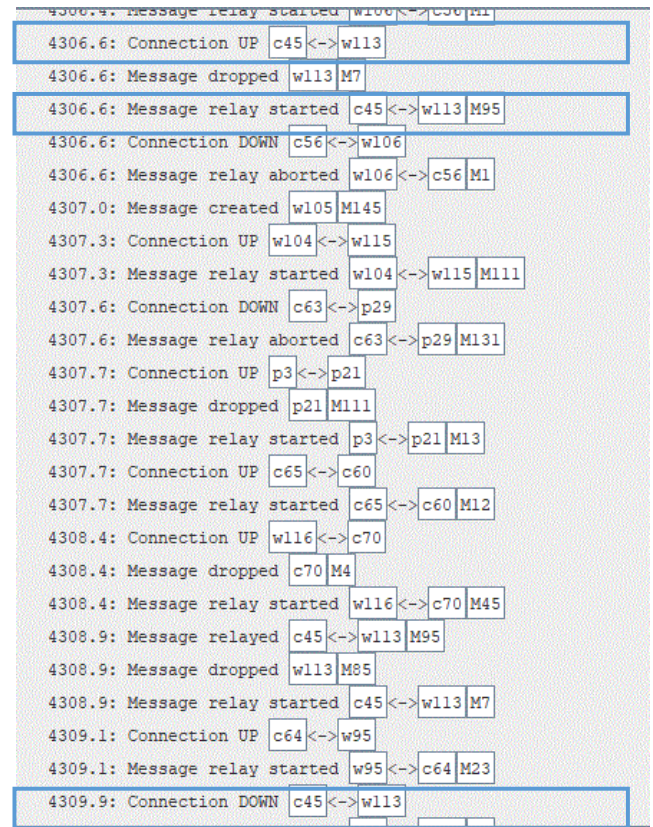 4306.4: Message relay started w106<->c56 M1
4306.6: Connection UP c45<->w113
4306.6: Message dropped w113 M7
4306.6: Message relay started c45<->w113 M95
4306.6: Connection DOWN c56<->w106
4306.6: Message relay aborted w106<->c56 M1
4307.0: Message created w105 M145
4307.3: Connection UP w104<->w115
4307.3: Message relay started w104<->w115 M111
4307.6: Connection DOWN c63<->p29
4307.6: Message relay aborted c63<->p29 M131
4307.7: Connection UP p3<->p21
4307.7: Message dropped p21 M111
4307.7: Message relay started p3<->p21 M13
4307.7: Connection UP c65<->c60
4307.7: Message relay started c65<->c60 M12
4308.4: Connection UP w116<->c70
4308.4: Message dropped c70 M4
4308.4: Message relay started w116<->c70 M45
4308.9: Message relayed c45<->w113 M95
4308.9: Message dropped w113 M85
4308.9: Message relay started c45<->w113 M7
4309.1: Connection UP c64<->w95
4309.1: Message relay started w95<->c64 M23
4309.9: Connection DOWN c45<->w113